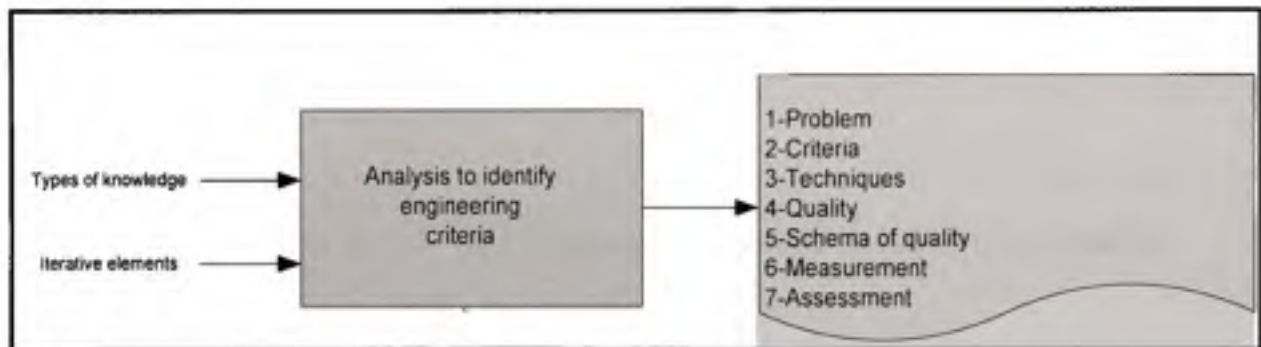 Types of knowledge
Iterative elements
Analysis to identify
engineering
criteria
1-Problem
2-Criteria
3-Techniques
4-Quality
5-Schema of quality
6-Measurement
7-Assessment